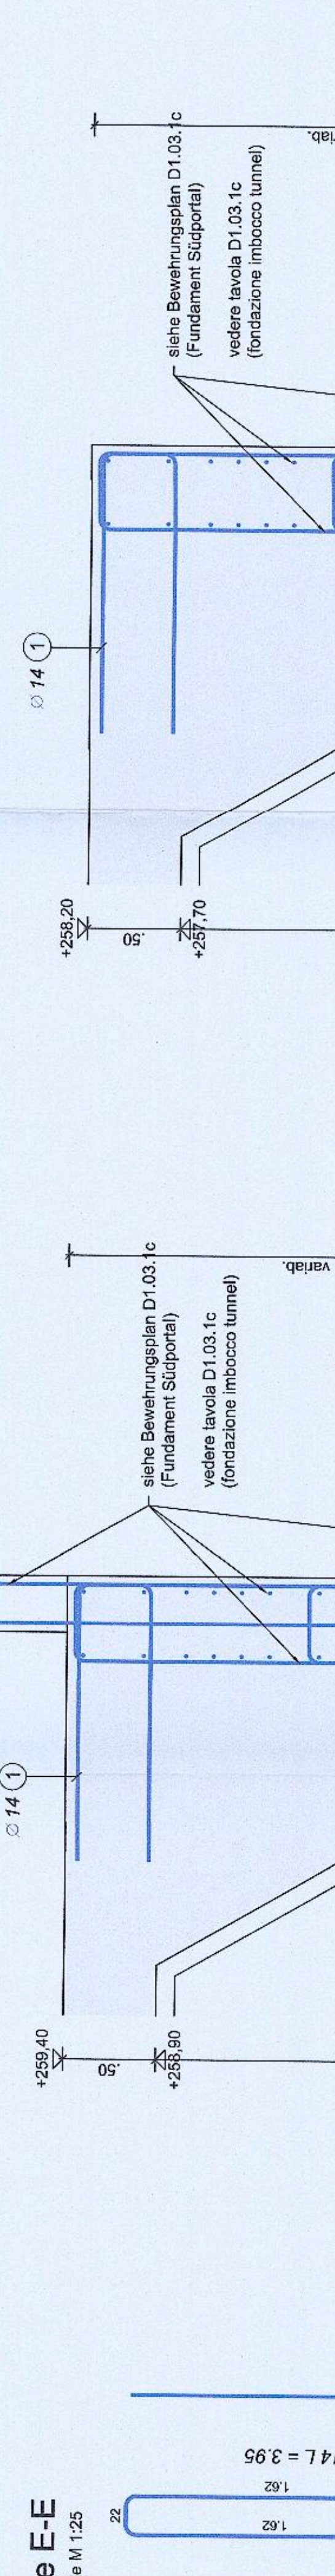 variab.
siehe Bewehrungsplan D1.03.1c
(Fundament Südportal)
vedere tavola D1.03.1c
(fondazione imbocco tunnel)
Ø 14 1
+258,20
.50
+257,70
variab.
siehe Bewehrungsplan D1.03.1c
(Fundament Südportal)
vedere tavola D1.03.1c
(fondazione imbocco tunnel)
Ø 14 1
+259,40
.50
+258,90
e E-E
e M 1:25
22
1.62
1.62
14 L = 3.95